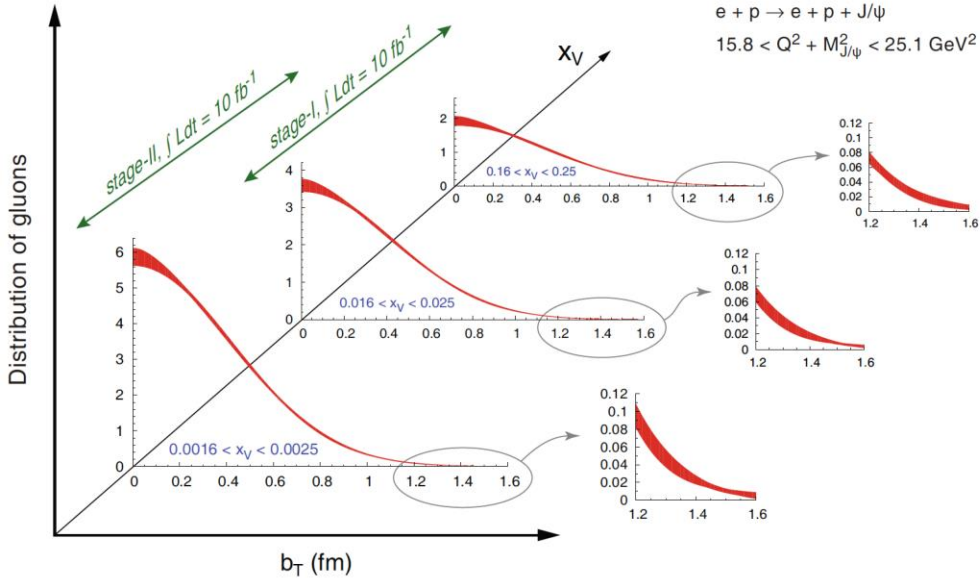 e + p → e + p + J/ψ
15.8 < Q² + M²J/ψ < 25.1 GeV²
stage-II, ∫ Ldt = 10 fb⁻¹
stage-I, ∫ Ldt = 10 fb⁻¹
xV
Distribution of gluons
2
1
0
0.16 < xV < 0.25
0 0.2 0.4 0.6 0.8 1 1.2 1.4 1.6
0.12
0.1
0.08
0.06
0.04
0.02
0
1.2 1.4 1.6
4
3
2
1
0
0.016 < xV < 0.025
0 0.2 0.4 0.6 0.8 1 1.2 1.4 1.6
0.12
0.1
0.08
0.06
0.04
0.02
0
1.2 1.4 1.6
6
5
4
3
2
1
0
0.0016 < xV < 0.0025
0 0.2 0.4 0.6 0.8 1 1.2 1.4 1.6
0.12
0.1
0.08
0.06
0.04
0.02
0
1.2 1.4 1.6
bT (fm)